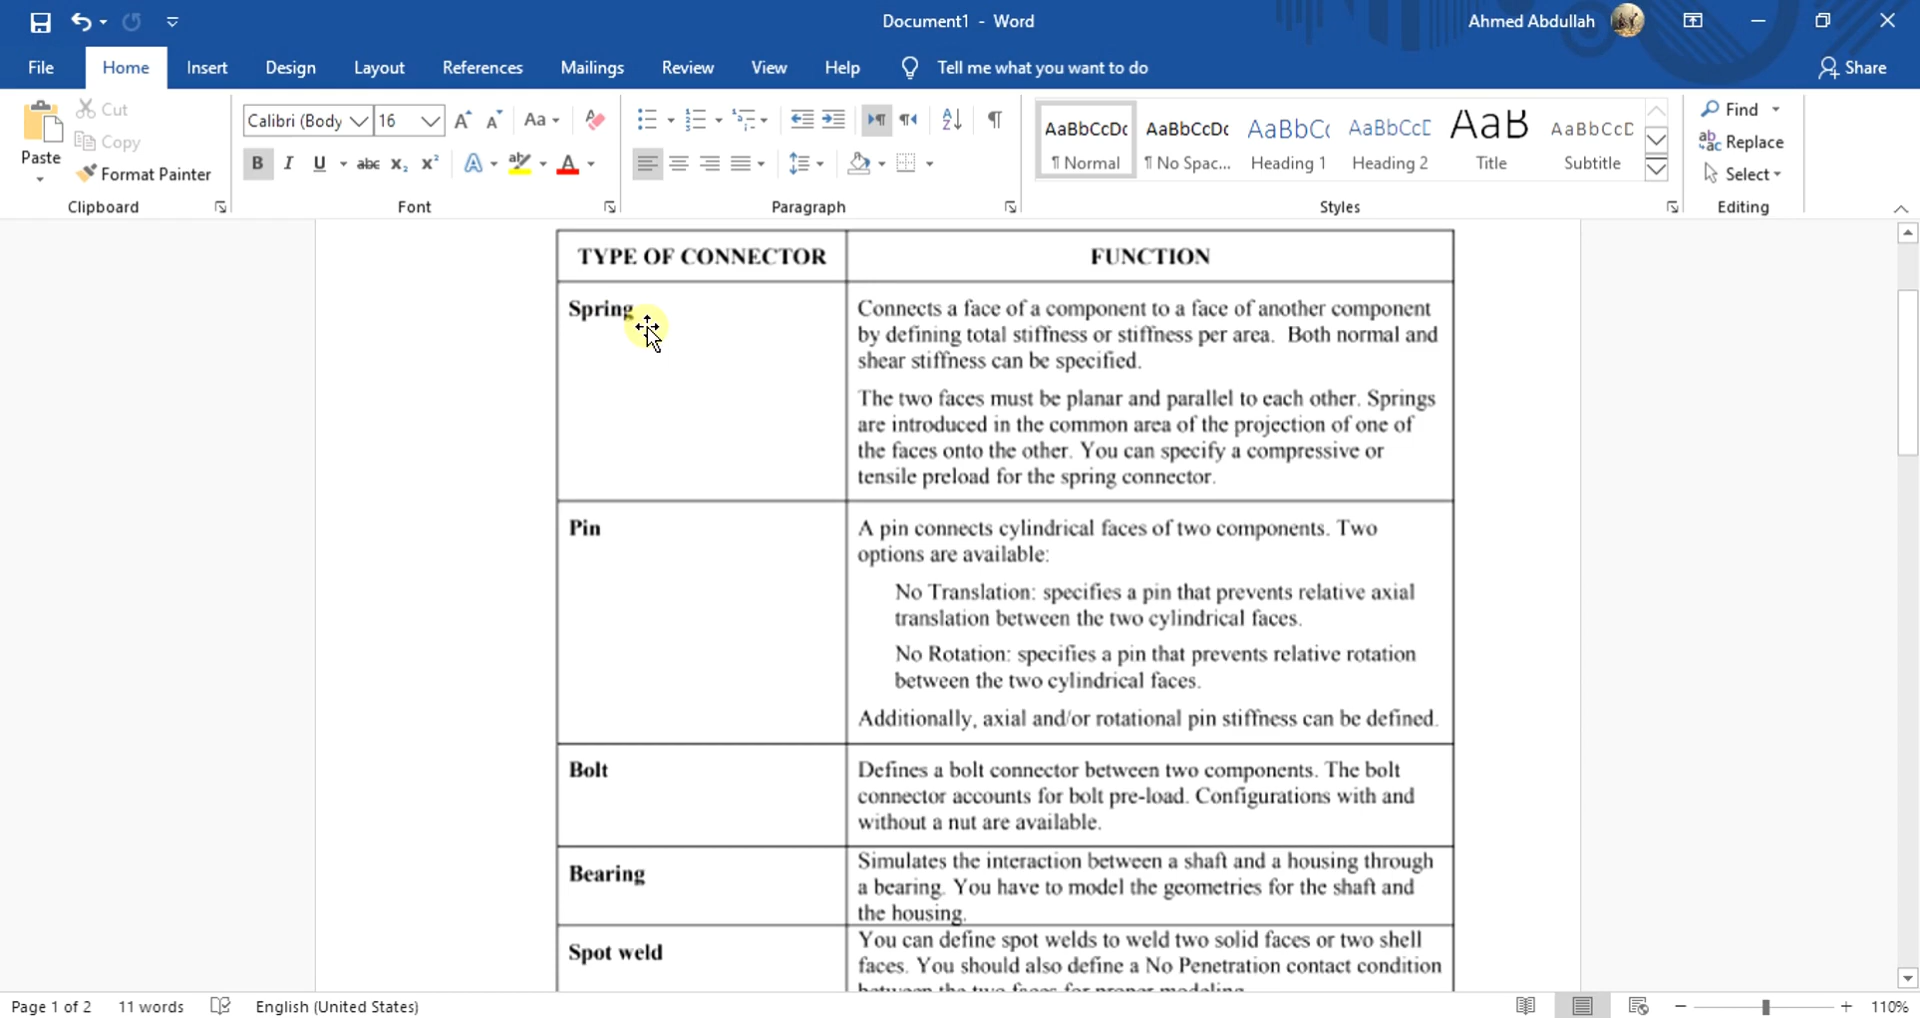 Document1 - Word
Ahmed Abdullah
File Home Insert Design Layout References Mailings Review View Help Tell me what you want to do Share
Paste
Cut
Copy
Format Painter
Clipboard
Calibri (Body 16 Aa
B I U abc X₂ X² A ab A
Font
Paragraph
AaBbCcDc
¶ Normal
AaBbCcDc
¶ No Spac...
AaBbC
Heading 1
AaBbCcE
Heading 2
AaB
Title
AaBbCcD
Subtitle
Styles
Find
Replace
Select
Editing
TYPE OF CONNECTOR FUNCTION
Spring
Connects a face of a component to a face of another component
by defining total stiffness or stiffness per area. Both normal and
shear stiffness can be specified.
The two faces must be planar and parallel to each other. Springs
are introduced in the common area of the projection of one of
the faces onto the other. You can specify a compressive or
tensile preload for the spring connector.
Pin
A pin connects cylindrical faces of two components. Two
options are available:
No Translation: specifies a pin that prevents relative axial
translation between the two cylindrical faces.
No Rotation: specifies a pin that prevents relative rotation
between the two cylindrical faces.
Additionally, axial and/or rotational pin stiffness can be defined.
Bolt
Defines a bolt connector between two components. The bolt
connector accounts for bolt pre-load. Configurations with and
without a nut are available.
Bearing
Simulates the interaction between a shaft and a housing through
a bearing. You have to model the geometries for the shaft and
the housing.
Spot weld
You can define spot welds to weld two solid faces or two shell
faces. You should also define a No Penetration contact condition
between the two faces for proper modeling.
Page 1 of 2 11 words English (United States) 110%